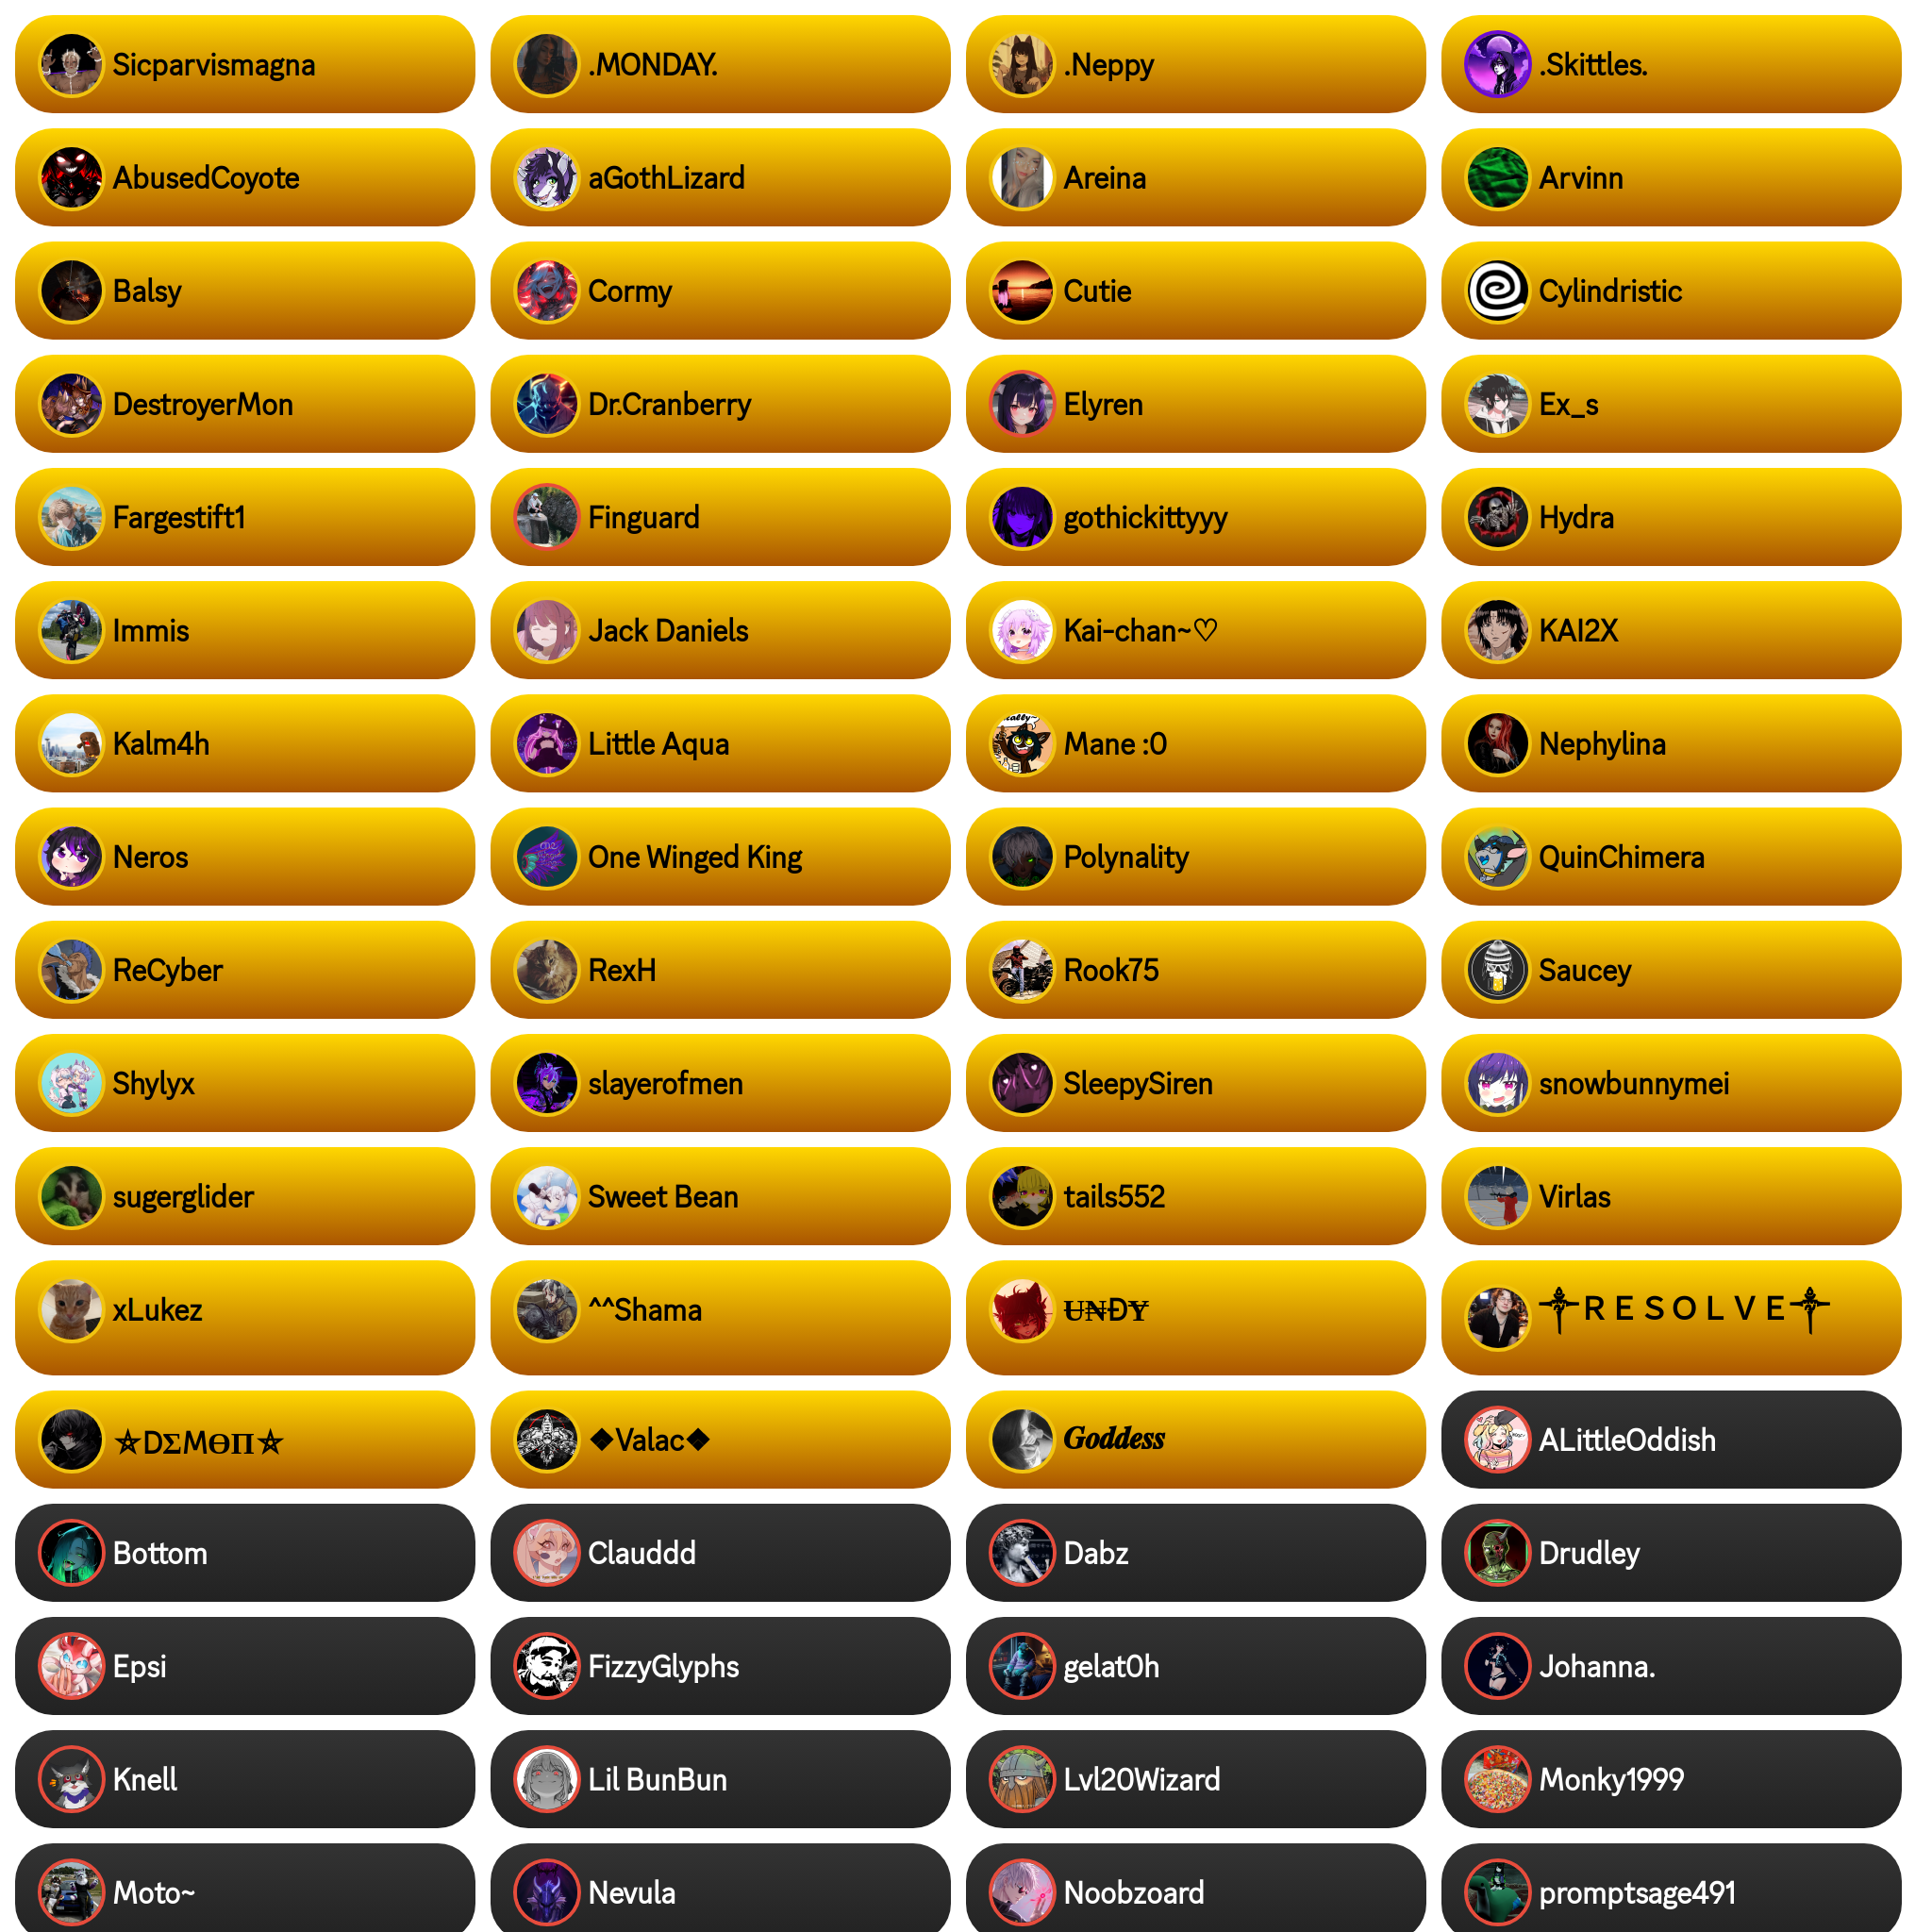 Sicparvismagna
.MONDAY.
.Neppy
.Skittles.
AbusedCoyote
aGothLizard
Areina
Arvinn
Balsy
Cormy
Cutie
Cylindristic
DestroyerMon
Dr.Cranberry
Elyren
Ex_s
Fargestift1
Finguard
gothickittyyy
Hydra
Immis
Jack Daniels
Kai-chan~♡
KAI2X
Kalm4h
Little Aqua
Mane :0
Nephylina
Neros
One Winged King
Polynality
QuinChimera
ReCyber
RexH
Rook75
Saucey
Shylyx
slayerofmen
SleepySiren
snowbunnymei
sugerglider
Sweet Bean
tails552
Virlas
xLukez
^^Shama
Ʉ₦ĐɎ
⸸ＲＥＳＯＬＶＥ⸸
⛧DΣMӨП⛧
◆Valac◆
𝑮𝒐𝒅𝒅𝒆𝒔𝒔
ALittleOddish
Bottom
Clauddd
Dabz
Drudley
Epsi
FizzyGlyphs
gelat0h
Johanna.
Knell
Lil BunBun
Lvl20Wizard
Monky1999
Moto~
Nevula
Noobzoard
promptsage491